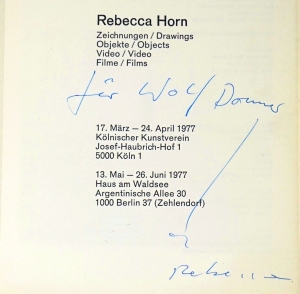 Rebecca Horn
Zeichnungen / Drawings
Objekte / Objects
Video / Video
Filme / Films
für Wolf Donner
17. März — 24. April 1977
Kölnischer Kunstverein
Josef-Haubrich-Hof 1
5000 Köln 1
13. Mai — 26. Juni 1977
Haus am Waldsee
Argentinische Allee 30
1000 Berlin 37 (Zehlendorf)
Rebecca